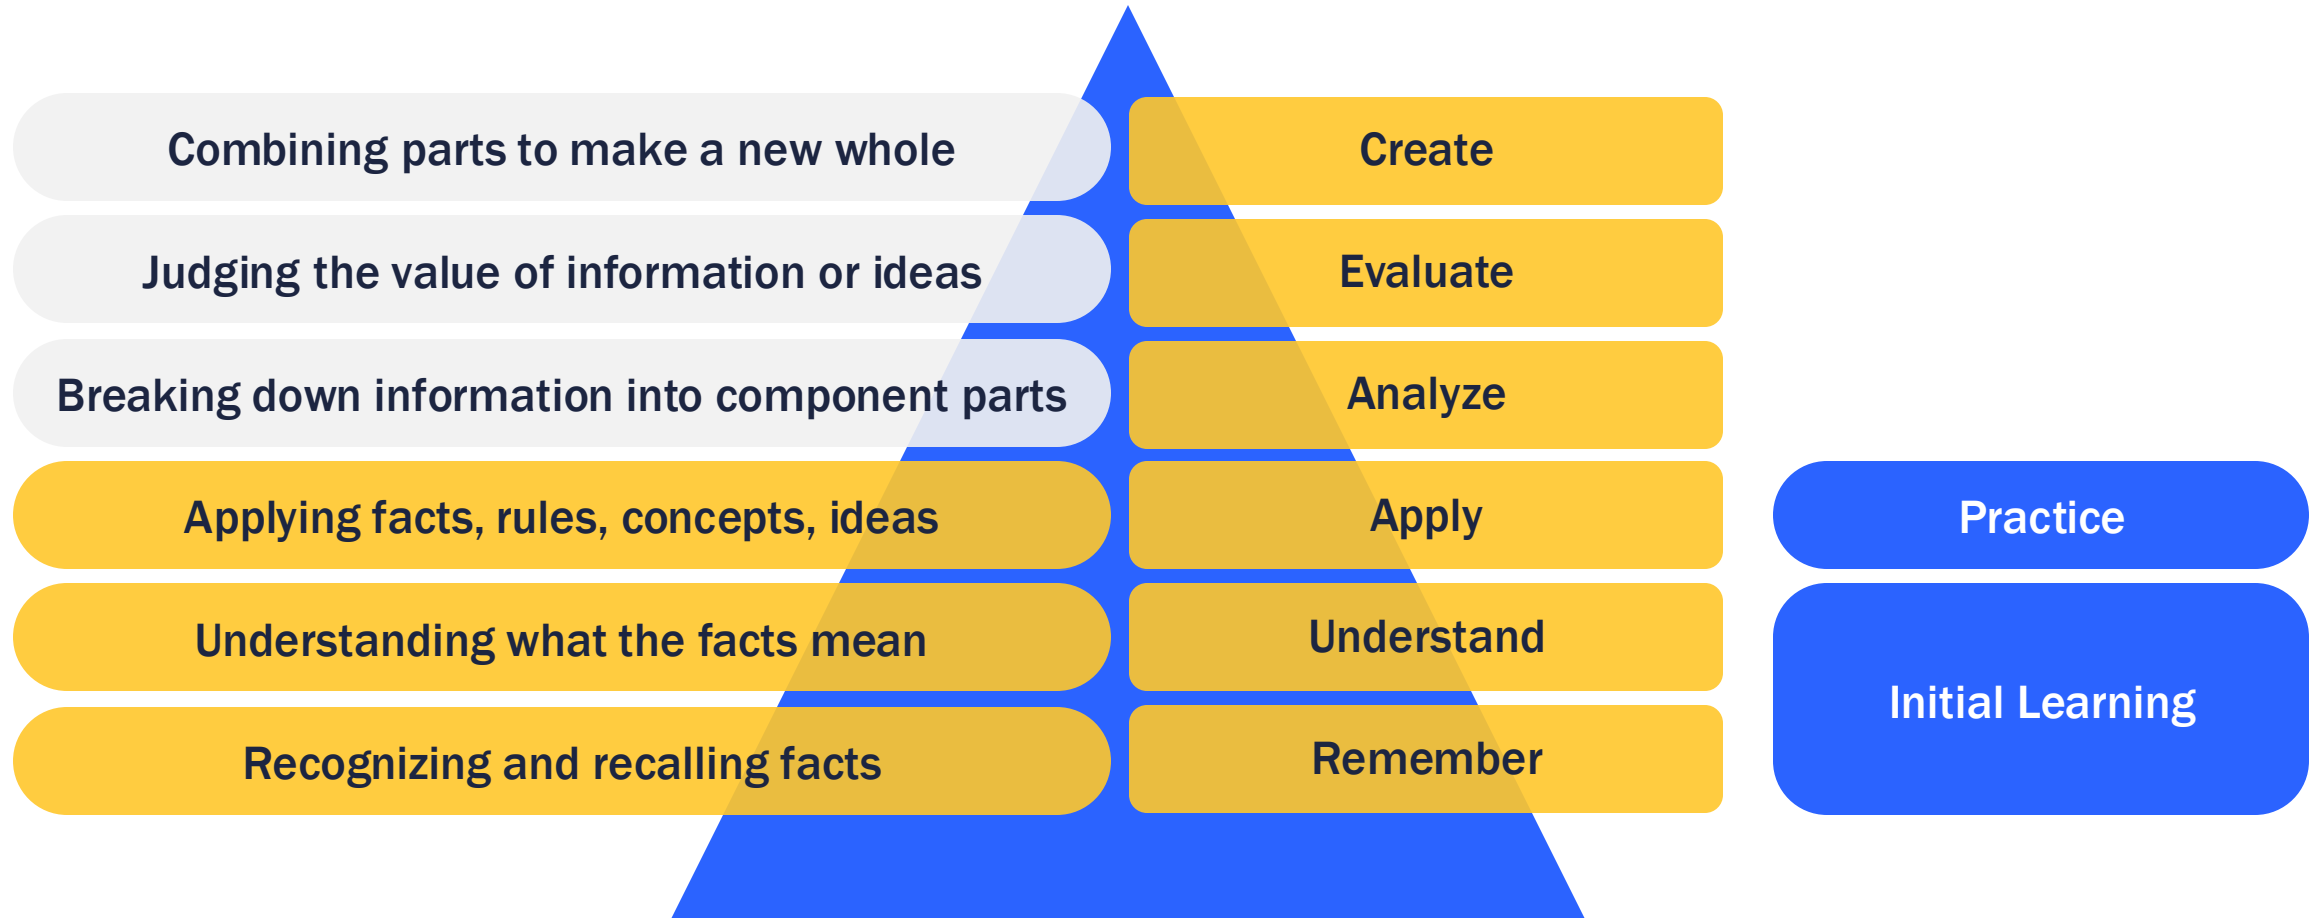 Combining parts to make a new whole
Create
Judging the value of information or ideas
Evaluate
Breaking down information into component parts
Analyze
Applying facts, rules, concepts, ideas
Apply
Practice
Understanding what the facts mean
Understand
Initial Learning
Recognizing and recalling facts
Remember